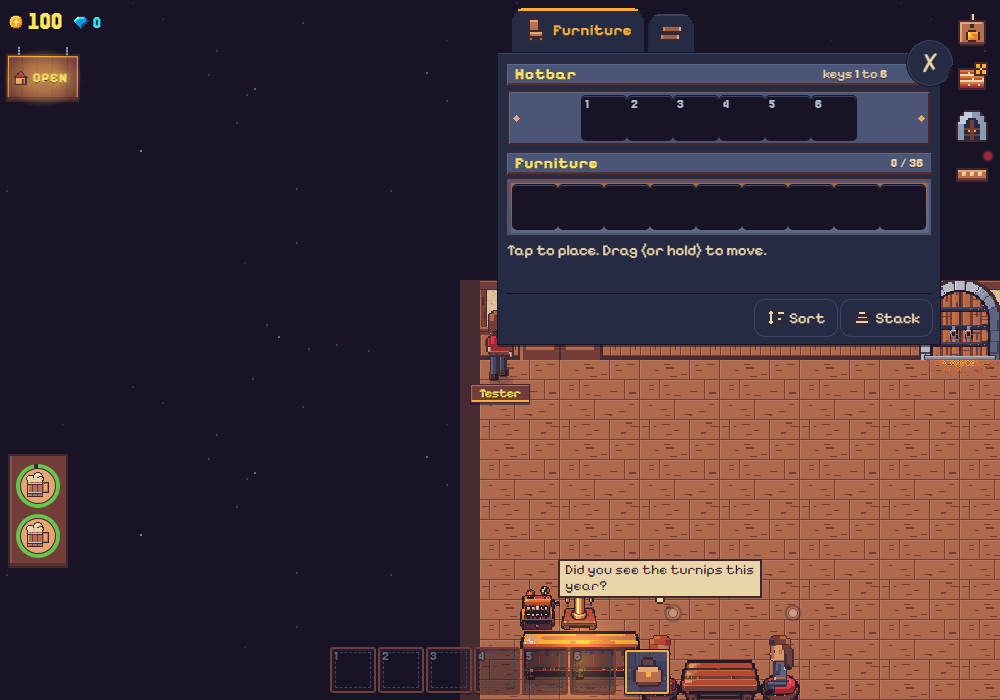 100
0
OPEN
Furniture
X
Hotbar
keys 1 to 6
1 2 3 4 5 6
Furniture
0 / 36
Tap to place. Drag (or hold) to move.
Sort
Stack
Tester
Did you see the turnips this
year?
1 2 3 4 5 6